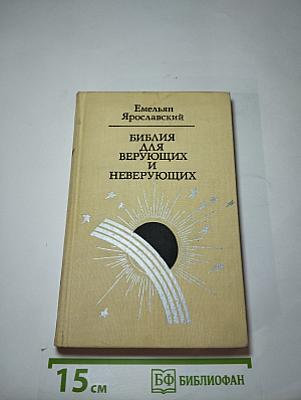 Емельян
Ярославский
БИБЛИЯ
ДЛЯ
ВЕРУЮЩИХ
И
НЕВЕРУЮЩИХ
15 см
БФ БИБЛИОФАН